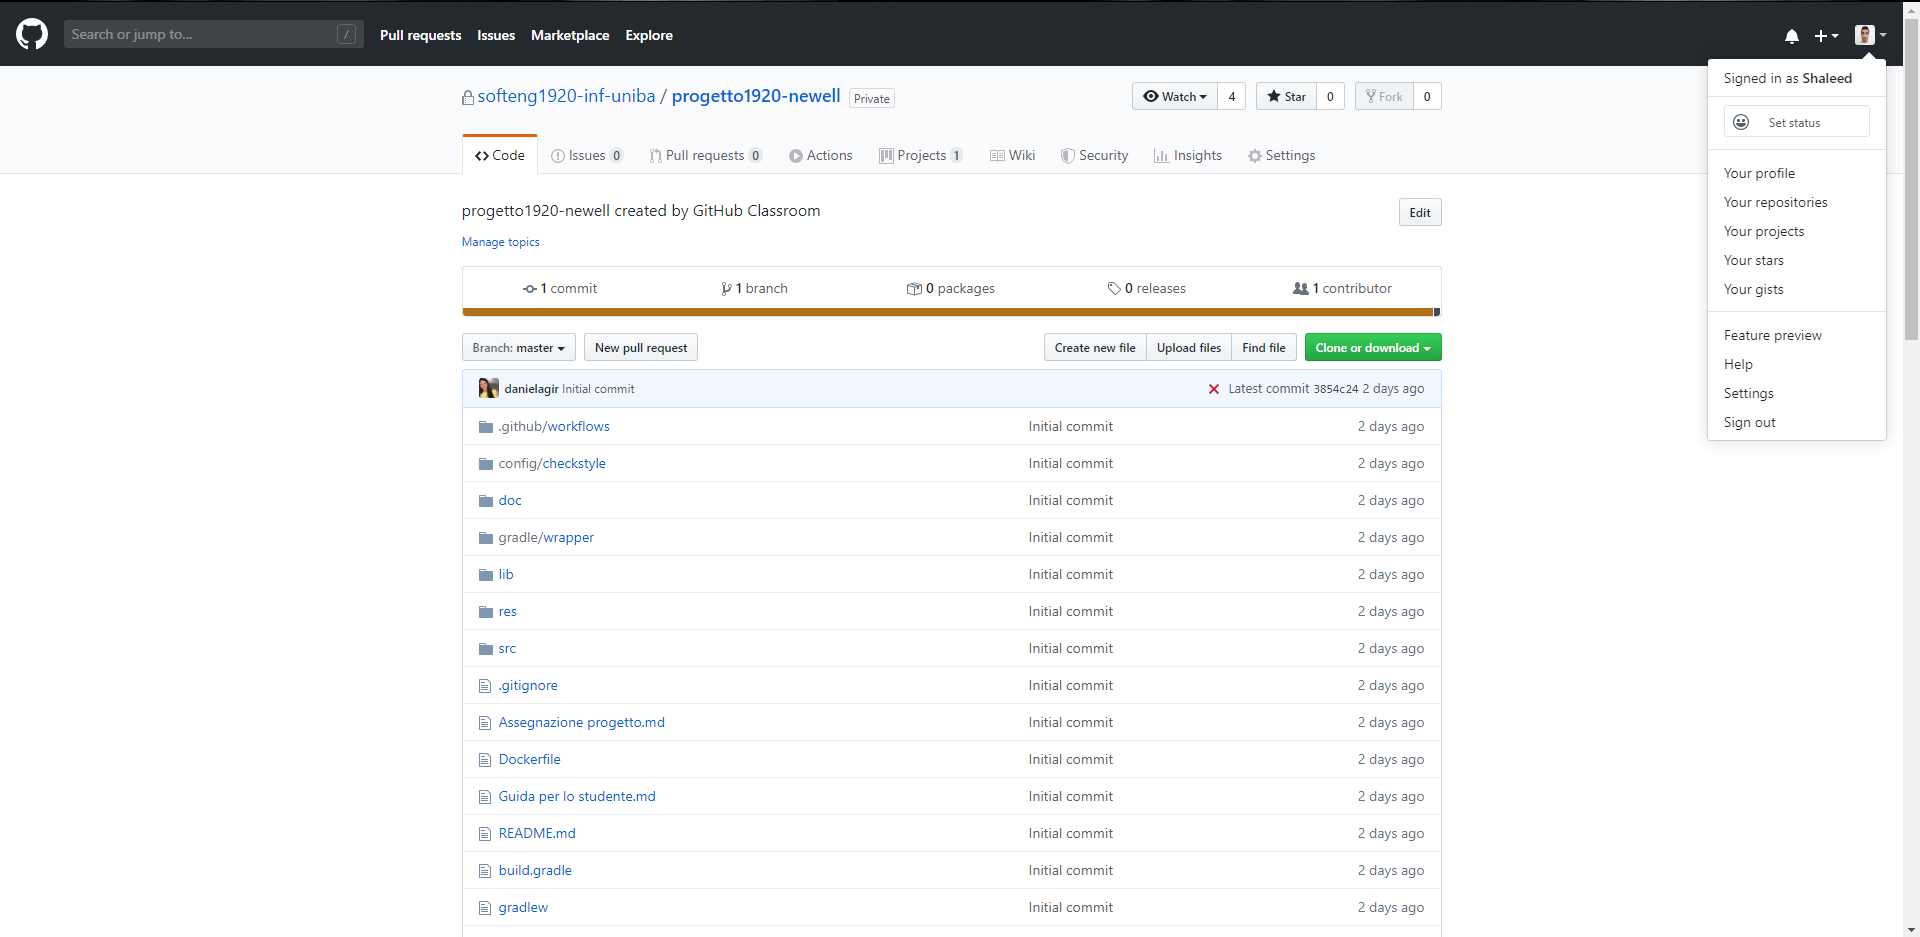 Search or jump to... / Pull requests Issues Marketplace Explore
Signed in as Shaleed
Set status
Your profile
Your repositories
Your projects
Your stars
Your gists
Feature preview
Help
Settings
Sign out
softeng1920-inf-uniba / progetto1920-newell Private Watch 4 Star 0 Fork 0
Code Issues 0 Pull requests 0 Actions Projects 1 Wiki Security Insights Settings
progetto1920-newell created by GitHub Classroom Edit
Manage topics
1 commit 1 branch 0 packages 0 releases 1 contributor
Branch: master New pull request Create new file Upload files Find file Clone or download
danielagir Initial commit Latest commit 3854c24 2 days ago
.github/workflows Initial commit 2 days ago
config/checkstyle Initial commit 2 days ago
doc Initial commit 2 days ago
gradle/wrapper Initial commit 2 days ago
lib Initial commit 2 days ago
res Initial commit 2 days ago
src Initial commit 2 days ago
.gitignore Initial commit 2 days ago
Assegnazione progetto.md Initial commit 2 days ago
Dockerfile Initial commit 2 days ago
Guida per lo studente.md Initial commit 2 days ago
README.md Initial commit 2 days ago
build.gradle Initial commit 2 days ago
gradlew Initial commit 2 days ago